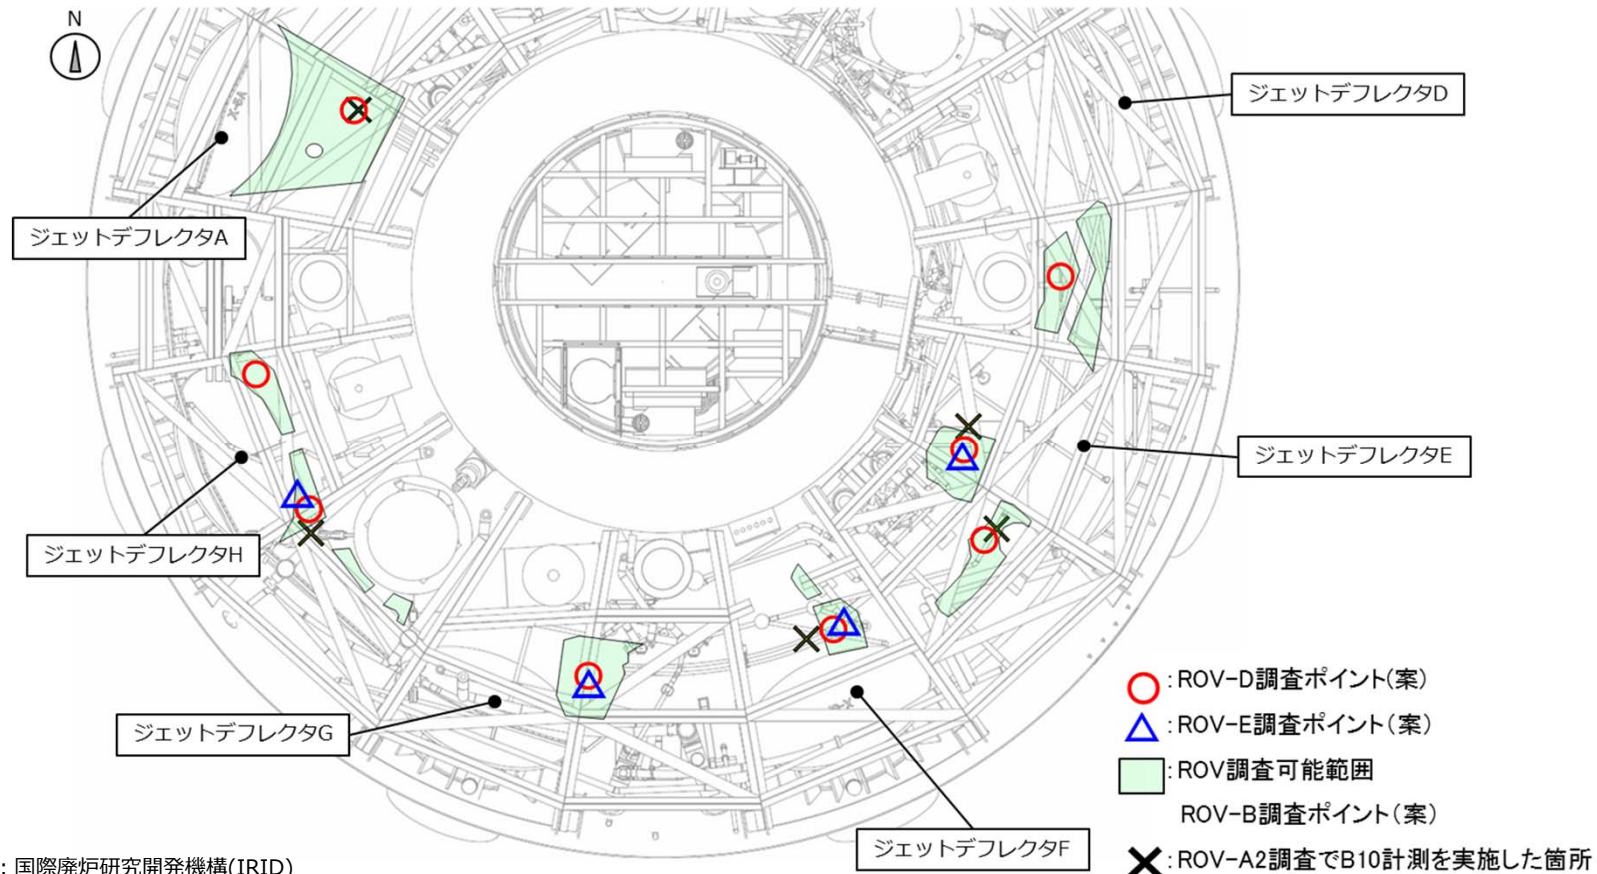 N
ジェットデフレクタD
ジェットデフレクタA
ジェットデフレクタE
ジェットデフレクタH
ジェットデフレクタG
ジェットデフレクタF
:ROV-D調査ポイント(案)
:ROV-E調査ポイント(案)
:ROV調査可能範囲
ROV-B調査ポイント(案)
:ROV-A2調査でB10計測を実施した箇所
:国際廃炉研究開発機構(IRID)